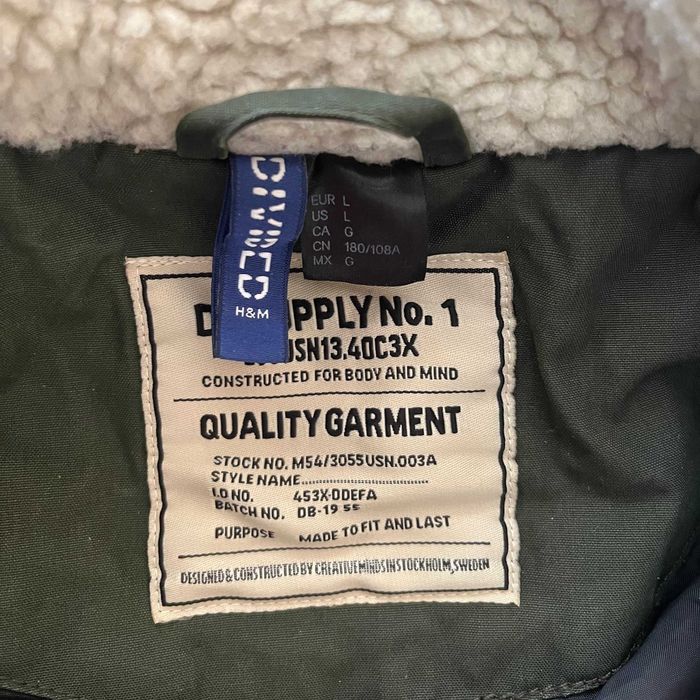 DIVIDED
H&M
EUR L
US L
CA G
CN 180/108A
MX G
PPLY No. 1
USN13.40C3X
CONSTRUCTED FOR BODY AND MIND
QUALITY GARMENT
STOCK NO. M54/3055USN.003A
STYLE NAME
I.D NO. 453X-DDEFA
BATCH NO. DB-19 55
PURPOSE MADE TO FIT AND LAST
DESIGNED & CONSTRUCTED BY CREATIVE MINDS IN STOCKHOLM, SWEDEN